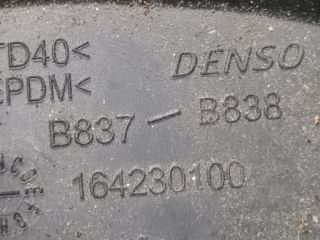 TD40<
EPDM<
DENSO
B837 — B838
164230100